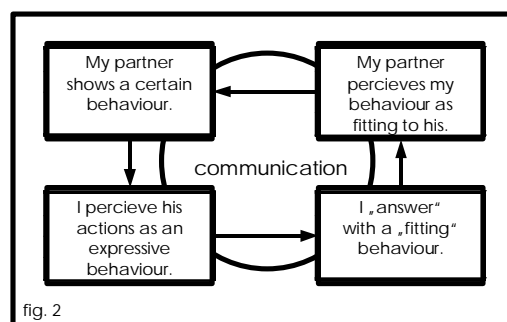 My partner
shows a certain
behaviour.
My partner
percieves my
behaviour as
fitting to his.
communication
I percieve his
actions as an
expressive
behaviour.
I „answer“
with a „fitting“
behaviour.
fig. 2